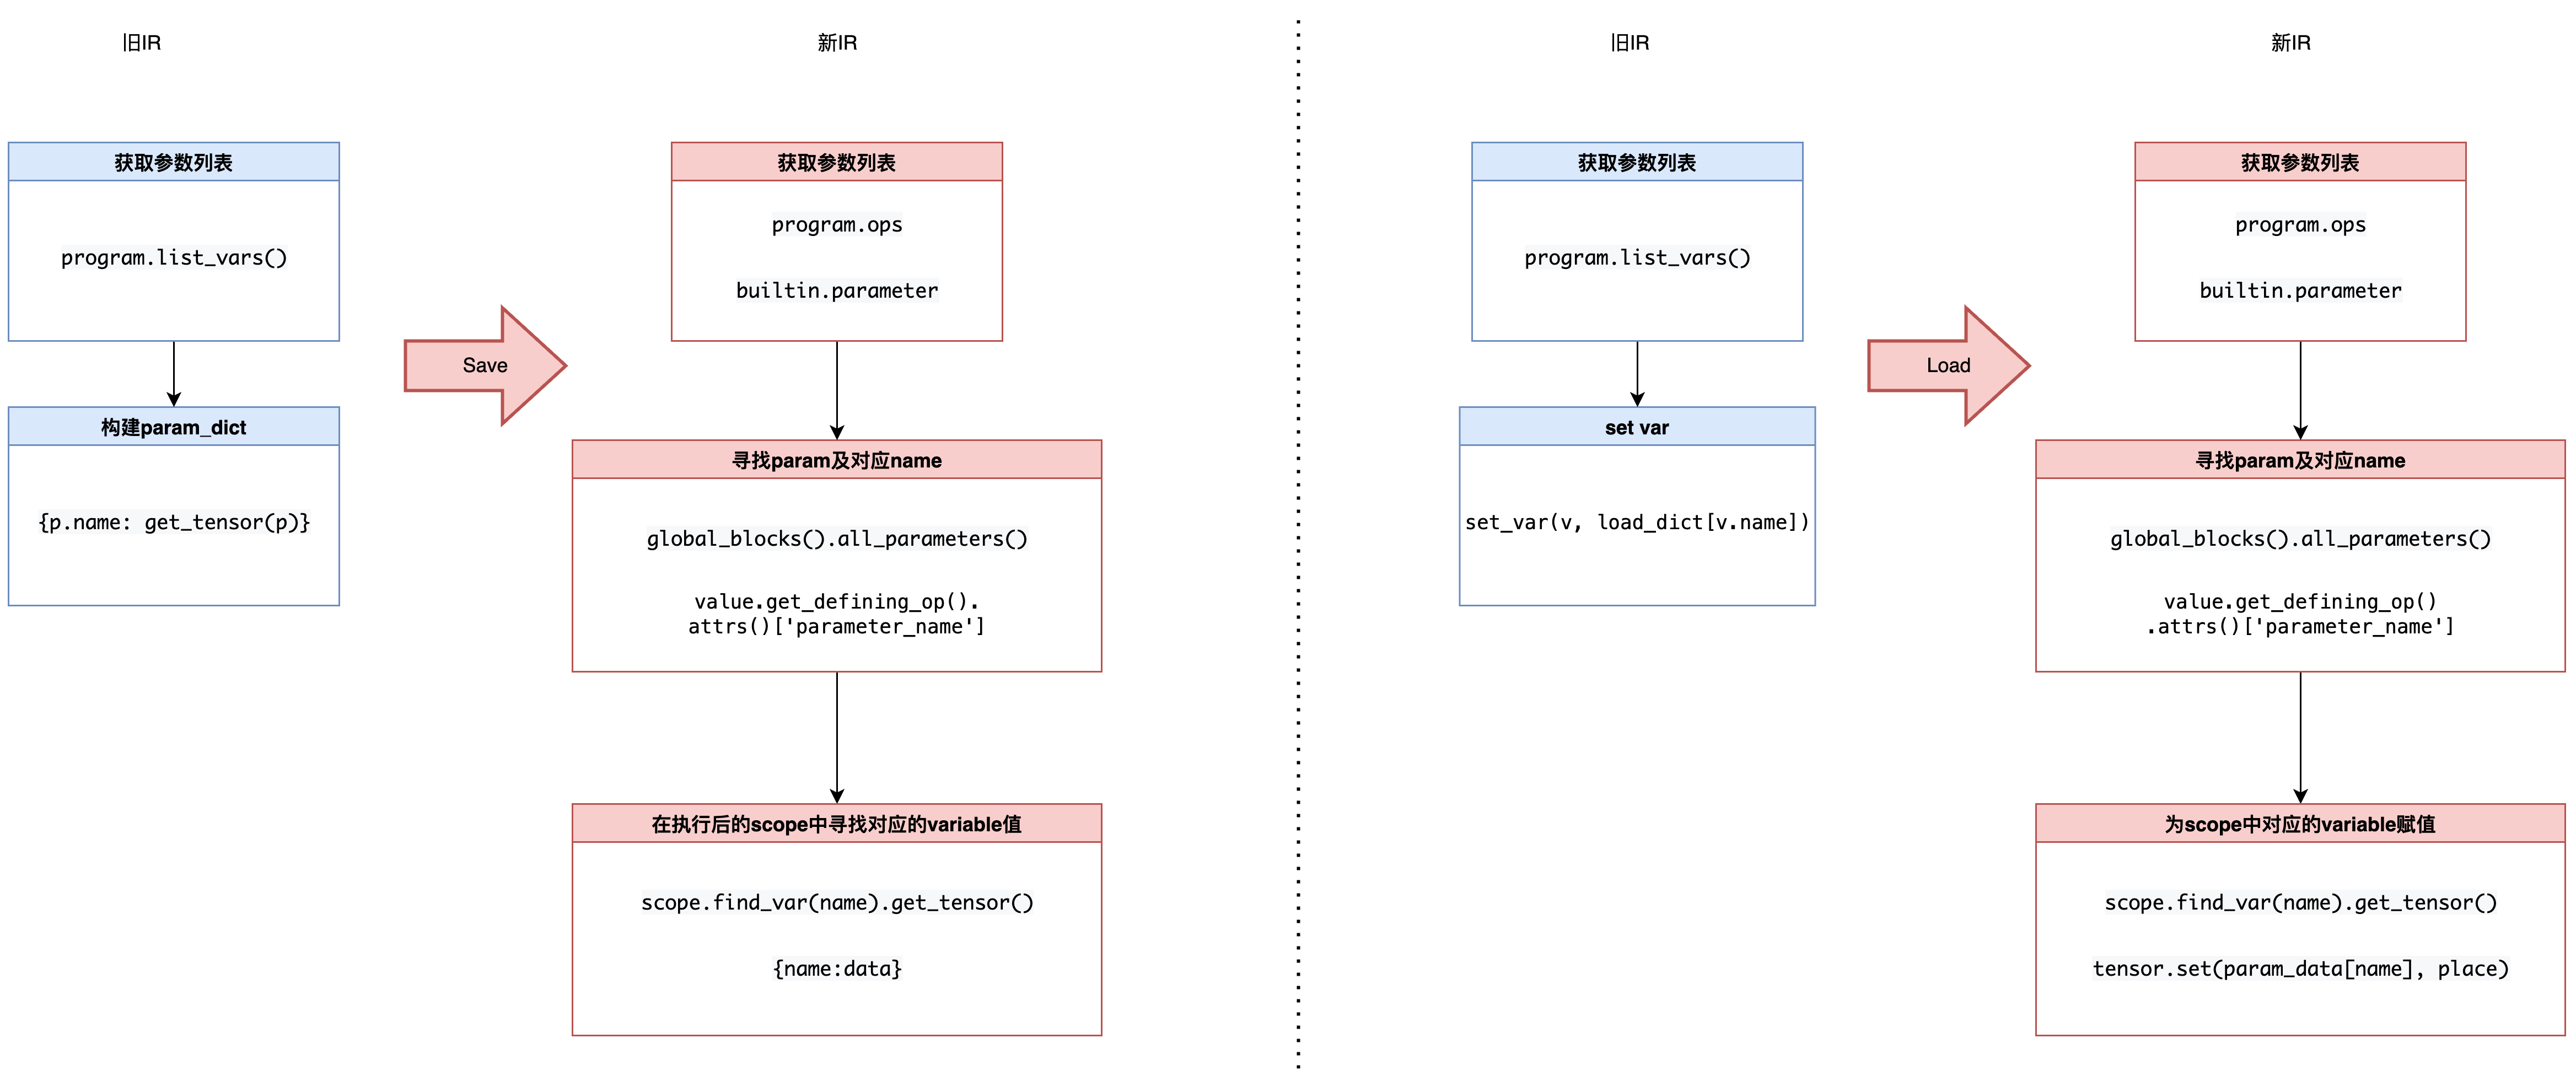 旧IR
新IR
获取参数列表
program.list_vars()
构建param_dict
{p.name: get_tensor(p)}
Save
获取参数列表
program.ops
builtin.parameter
寻找param及对应name
global_blocks().all_parameters()
value.get_defining_op().
attrs()['parameter_name']
在执行后的scope中寻找对应的variable值
scope.find_var(name).get_tensor()
{name:data}
旧IR
新IR
获取参数列表
program.list_vars()
set var
set_var(v, load_dict[v.name])
Load
获取参数列表
program.ops
builtin.parameter
寻找param及对应name
global_blocks().all_parameters()
value.get_defining_op()
.attrs()['parameter_name']
为scope中对应的variable赋值
scope.find_var(name).get_tensor()
tensor.set(param_data[name], place)